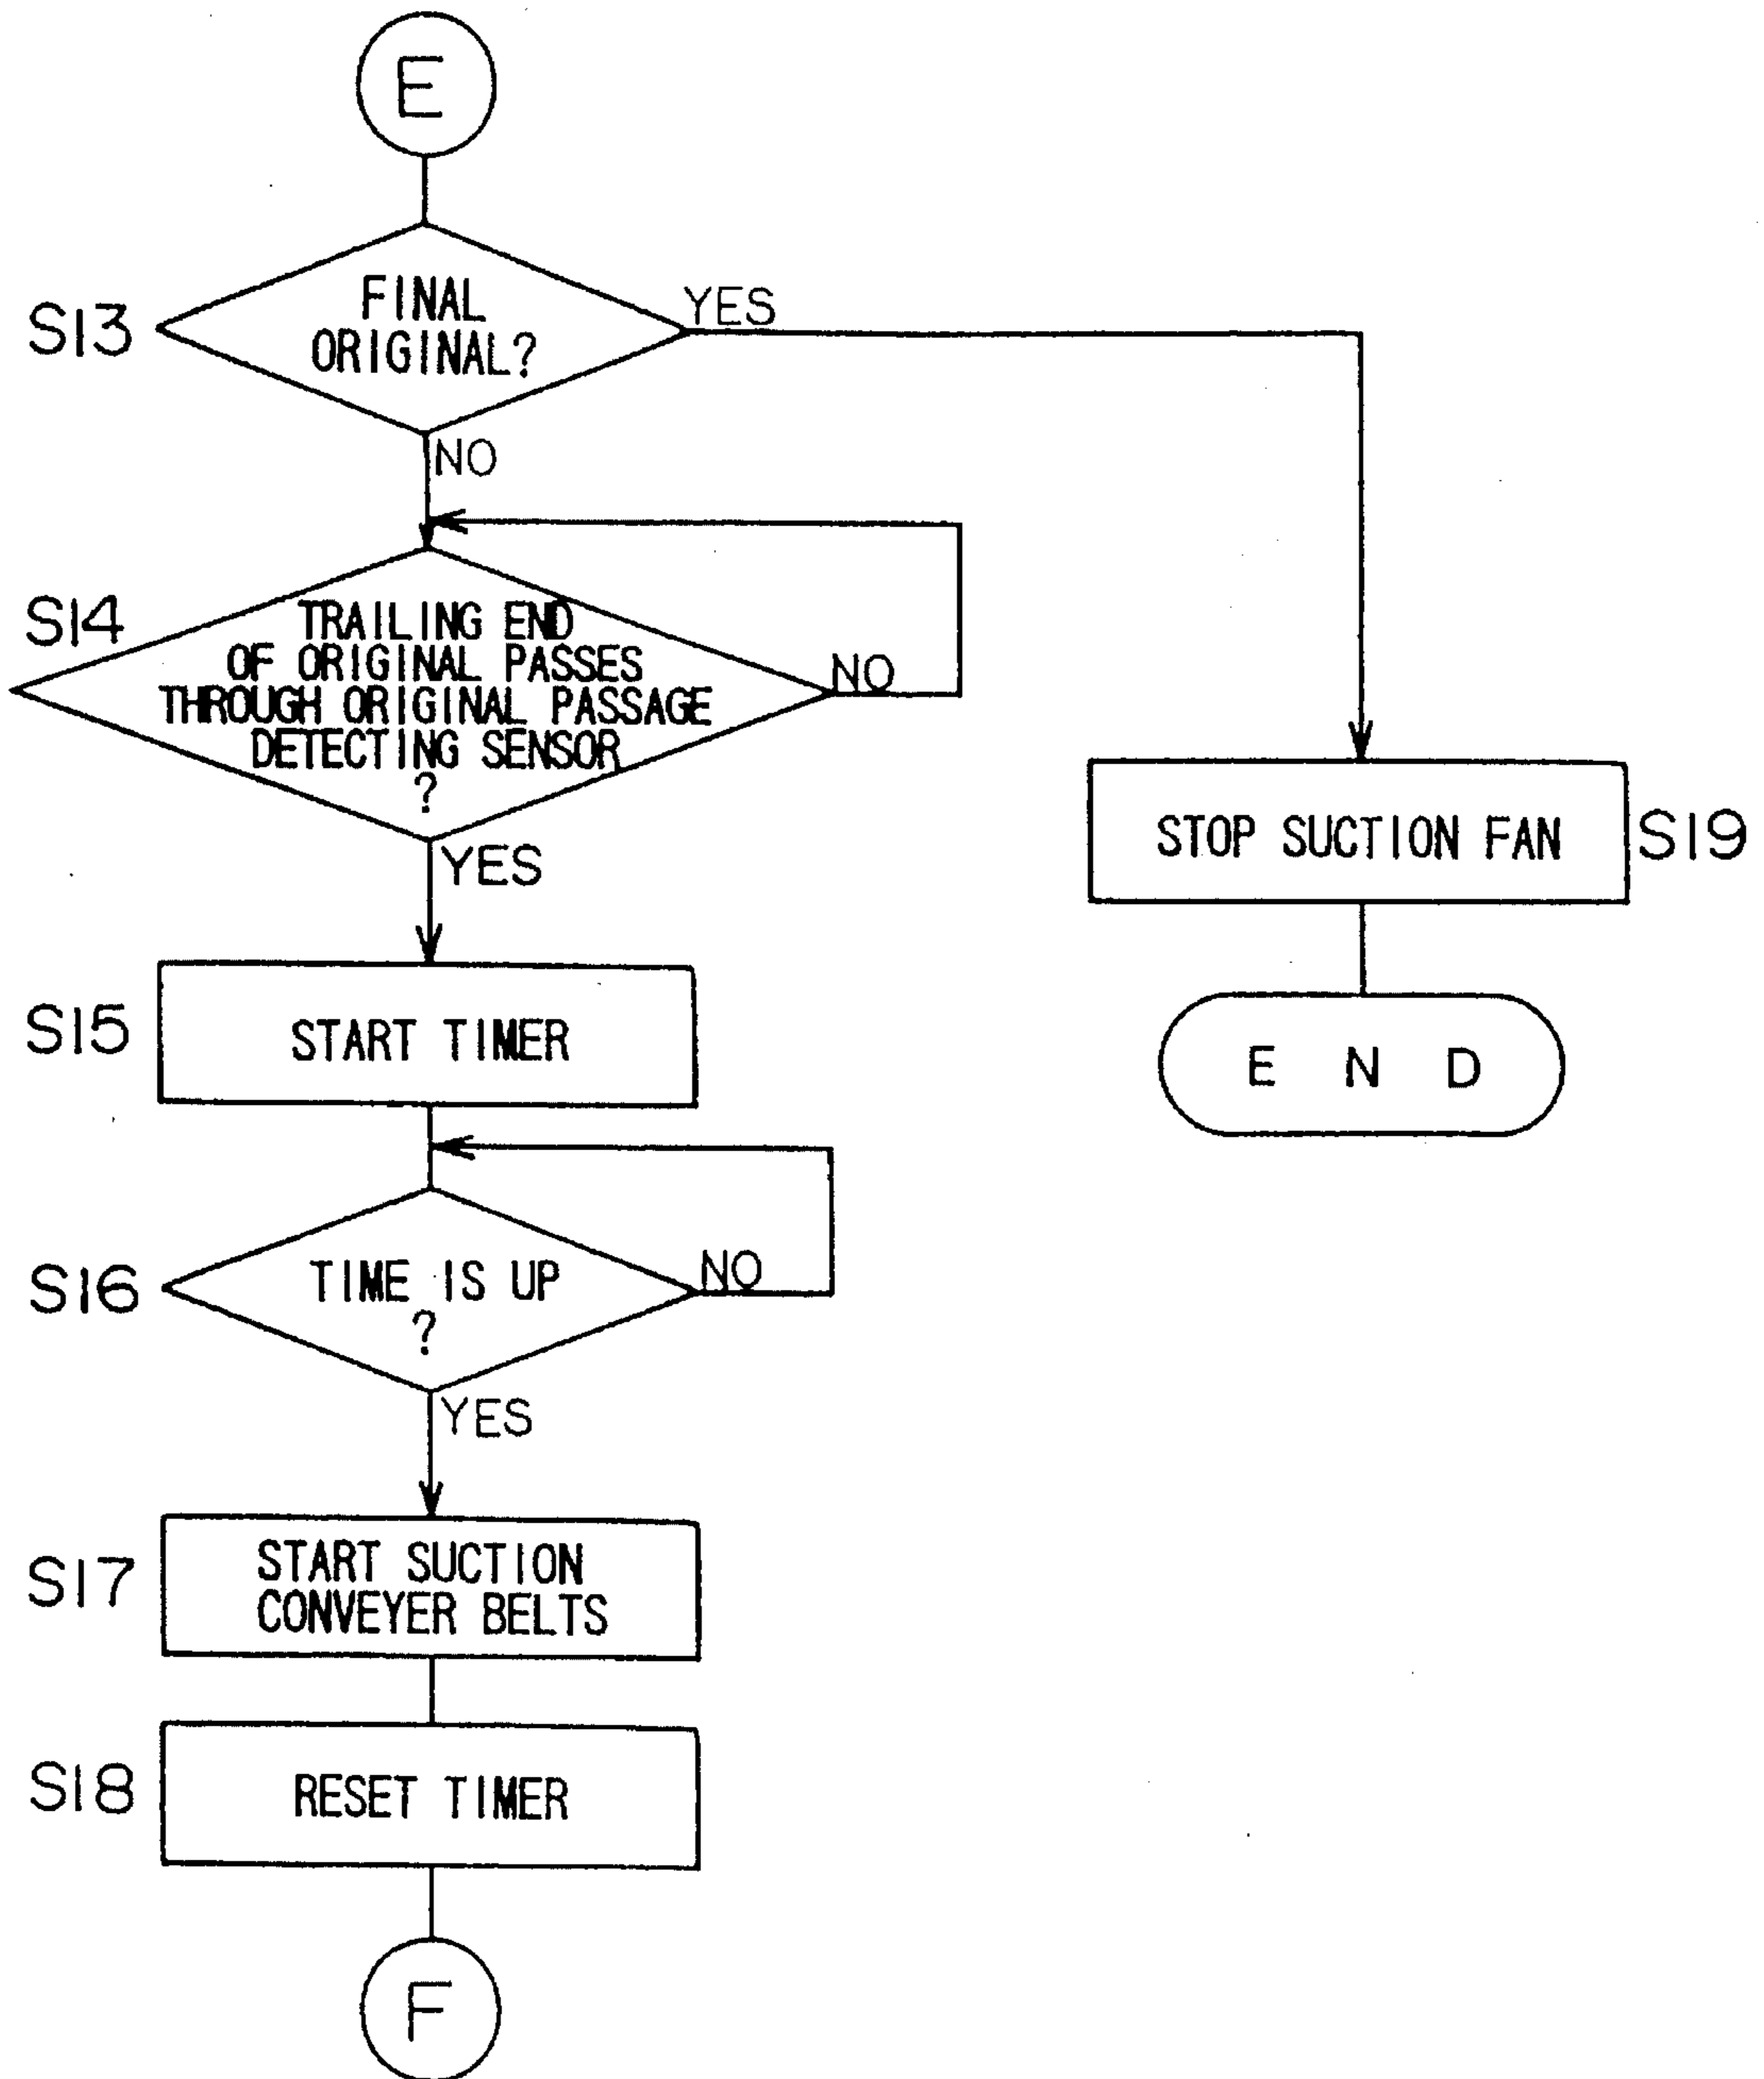 E
S13
FINAL
ORIGINAL?
YES
NO
S14
TRAILING END
OF ORIGINAL PASSES
THROUGH ORIGINAL PASSAGE
DETECTING SENSOR
?
NO
YES
STOP SUCTION FAN
S19
S15
START TIMER
E N D
S16
TIME IS UP
?
NO
YES
S17
START SUCTION
CONVEYER BELTS
S18
RESET TIMER
F